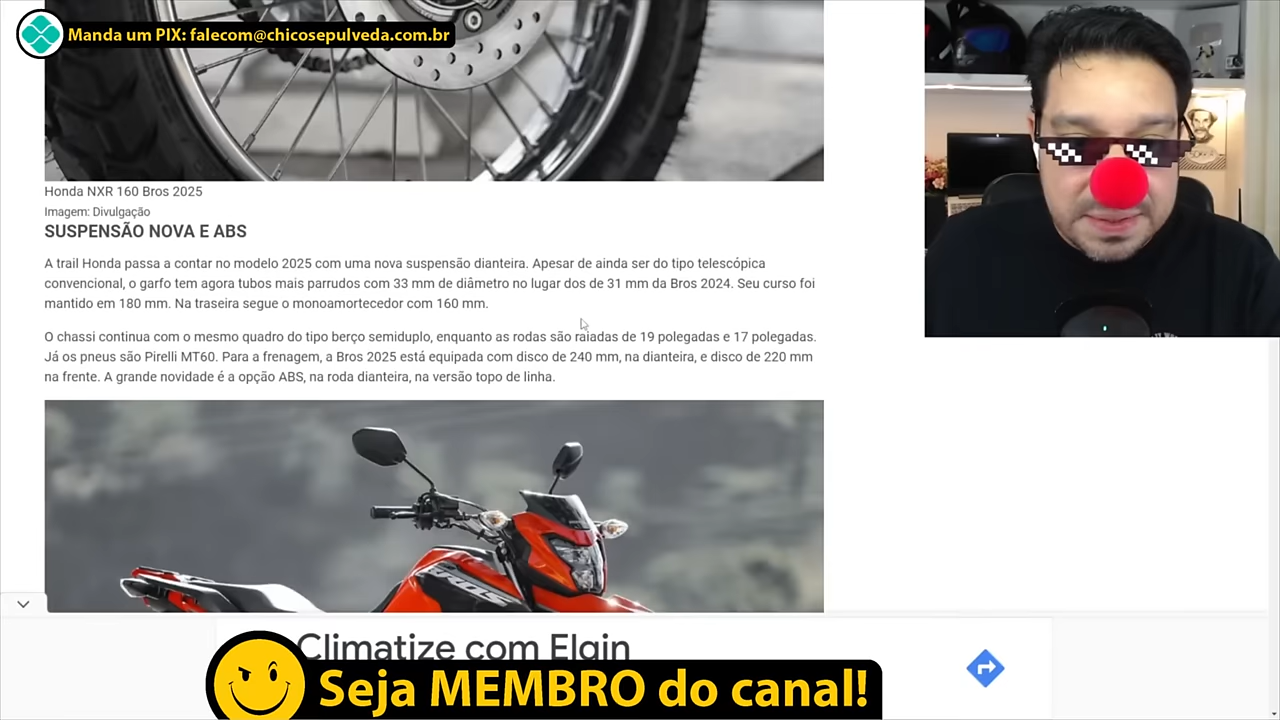 Manda um PIX: falecom@chicosepulveda.com.br
Honda NXR 160 Bros 2025
Imagem: Divulgação
SUSPENSÃO NOVA E ABS
A trail Honda passa a contar no modelo 2025 com uma nova suspensão dianteira. Apesar de ainda ser do tipo telescópica
convencional, o garfo tem agora tubos mais parrudos com 33 mm de diâmetro no lugar dos de 31 mm da Bros 2024. Seu curso foi
mantido em 180 mm. Na traseira segue o monoamortecedor com 160 mm.
O chassi continua com o mesmo quadro do tipo berço semiduplo, enquanto as rodas são raiadas de 19 polegadas e 17 polegadas.
Já os pneus são Pirelli MT60. Para a frenagem, a Bros 2025 está equipada com disco de 240 mm, na dianteira, e disco de 220 mm
na frente. A grande novidade é a opção ABS, na roda dianteira, na versão topo de linha.
BROS
Climatize com Elgin
Seja MEMBRO do canal!